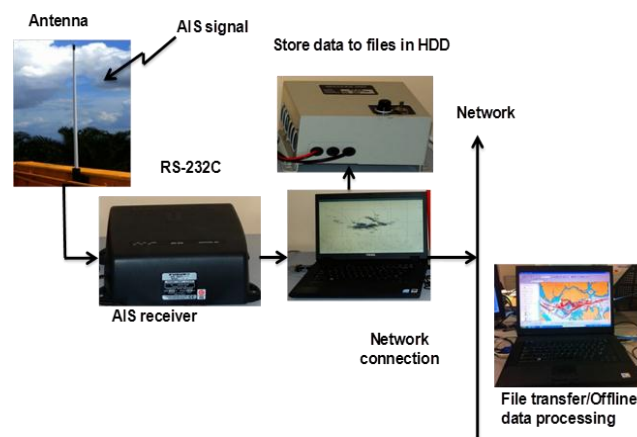 Antenna
AIS signal
Store data to files in HDD
Network
RS-232C
AIS receiver
Network
connection
File transfer/Offline
data processing